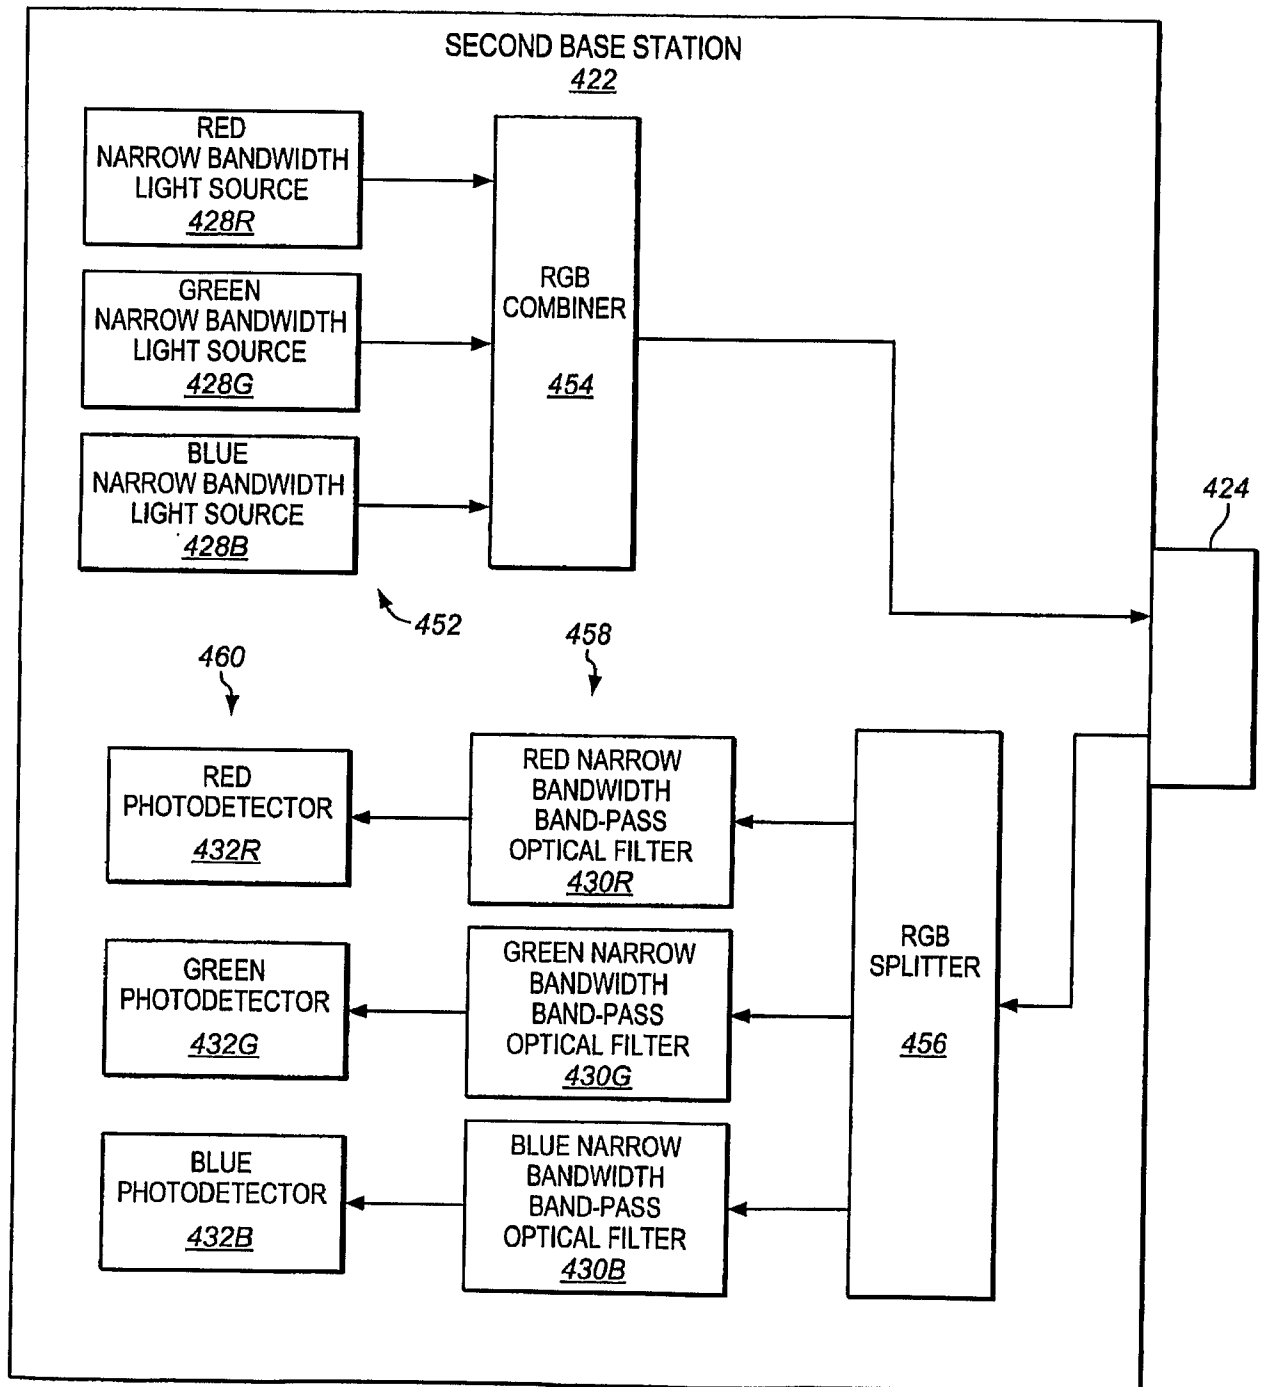 SECOND BASE STATION
422
RED
NARROW BANDWIDTH
LIGHT SOURCE
428R
GREEN
NARROW BANDWIDTH
LIGHT SOURCE
428G
BLUE
NARROW BANDWIDTH
LIGHT SOURCE
428B
RGB
COMBINER
454
424
452
458
460
RED
PHOTODETECTOR
432R
RED NARROW
BANDWIDTH
BAND-PASS
OPTICAL FILTER
430R
GREEN
PHOTODETECTOR
432G
GREEN NARROW
BANDWIDTH
BAND-PASS
OPTICAL FILTER
430G
BLUE
PHOTODETECTOR
432B
BLUE NARROW
BANDWIDTH
BAND-PASS
OPTICAL FILTER
430B
RGB
SPLITTER
456